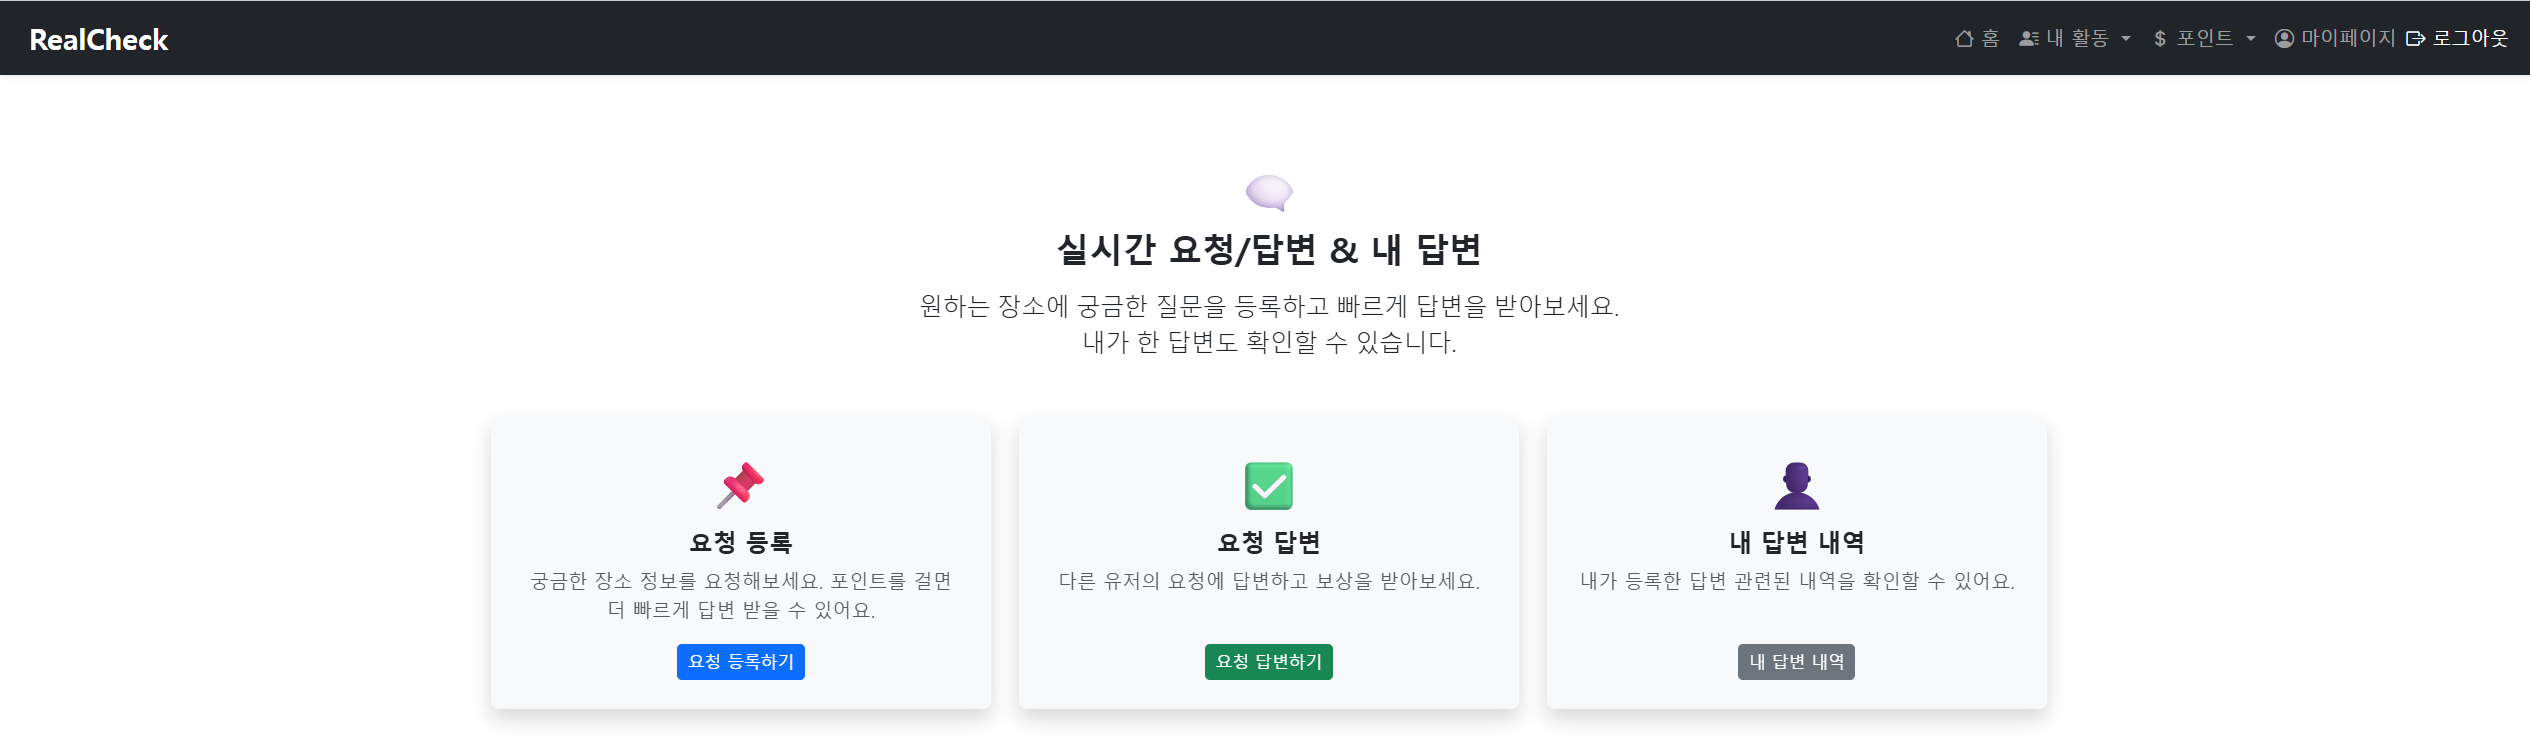 RealCheck
홈
내 활동
포인트
마이페이지
로그아웃
실시간 요청/답변 & 내 답변
원하는 장소에 궁금한 질문을 등록하고 빠르게 답변을 받아보세요.
내가 한 답변도 확인할 수 있습니다.
요청 등록
궁금한 장소 정보를 요청해보세요. 포인트를 걸면
더 빠르게 답변 받을 수 있어요.
요청 등록하기
요청 답변
다른 유저의 요청에 답변하고 보상을 받아보세요.
요청 답변하기
내 답변 내역
내가 등록한 답변 관련된 내역을 확인할 수 있어요.
내 답변 내역